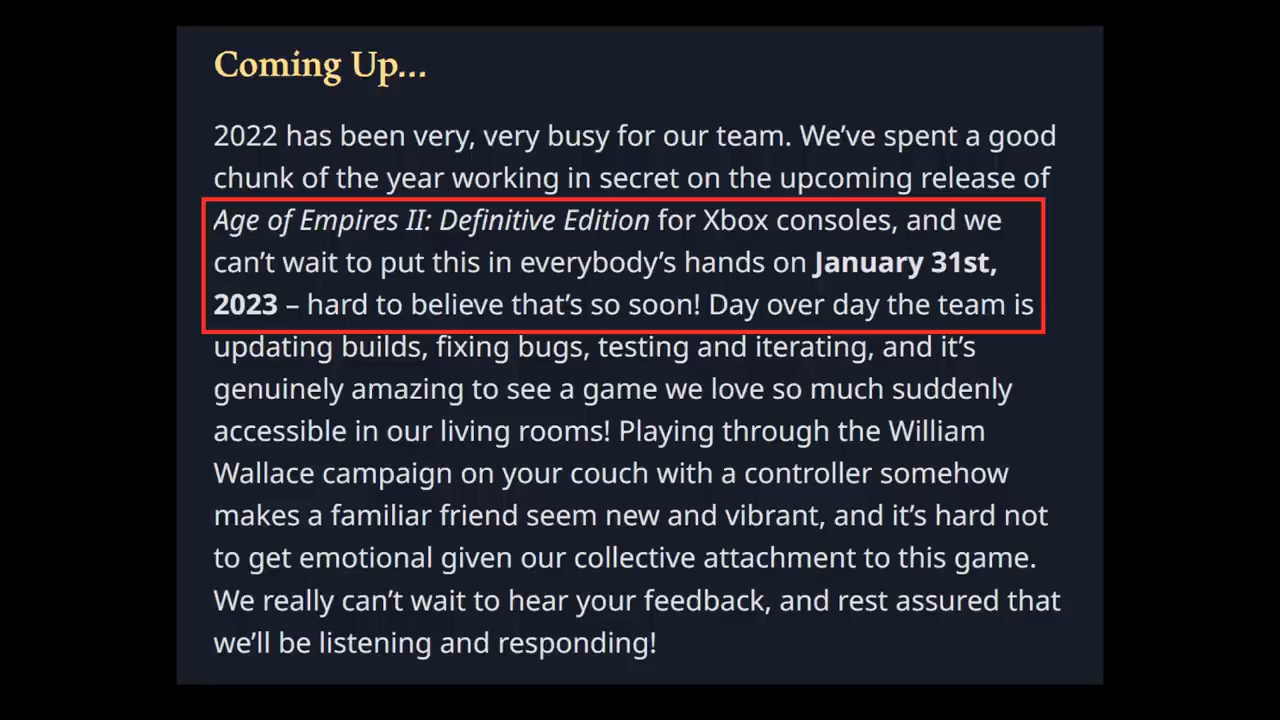 Coming Up...
2022 has been very, very busy for our team. We’ve spent a good
chunk of the year working in secret on the upcoming release of
Age of Empires II: Definitive Edition for Xbox consoles, and we
can’t wait to put this in everybody’s hands on January 31st,
2023 – hard to believe that’s so soon! Day over day the team is
updating builds, fixing bugs, testing and iterating, and it’s
genuinely amazing to see a game we love so much suddenly
accessible in our living rooms! Playing through the William
Wallace campaign on your couch with a controller somehow
makes a familiar friend seem new and vibrant, and it’s hard not
to get emotional given our collective attachment to this game.
We really can’t wait to hear your feedback, and rest assured that
we’ll be listening and responding!